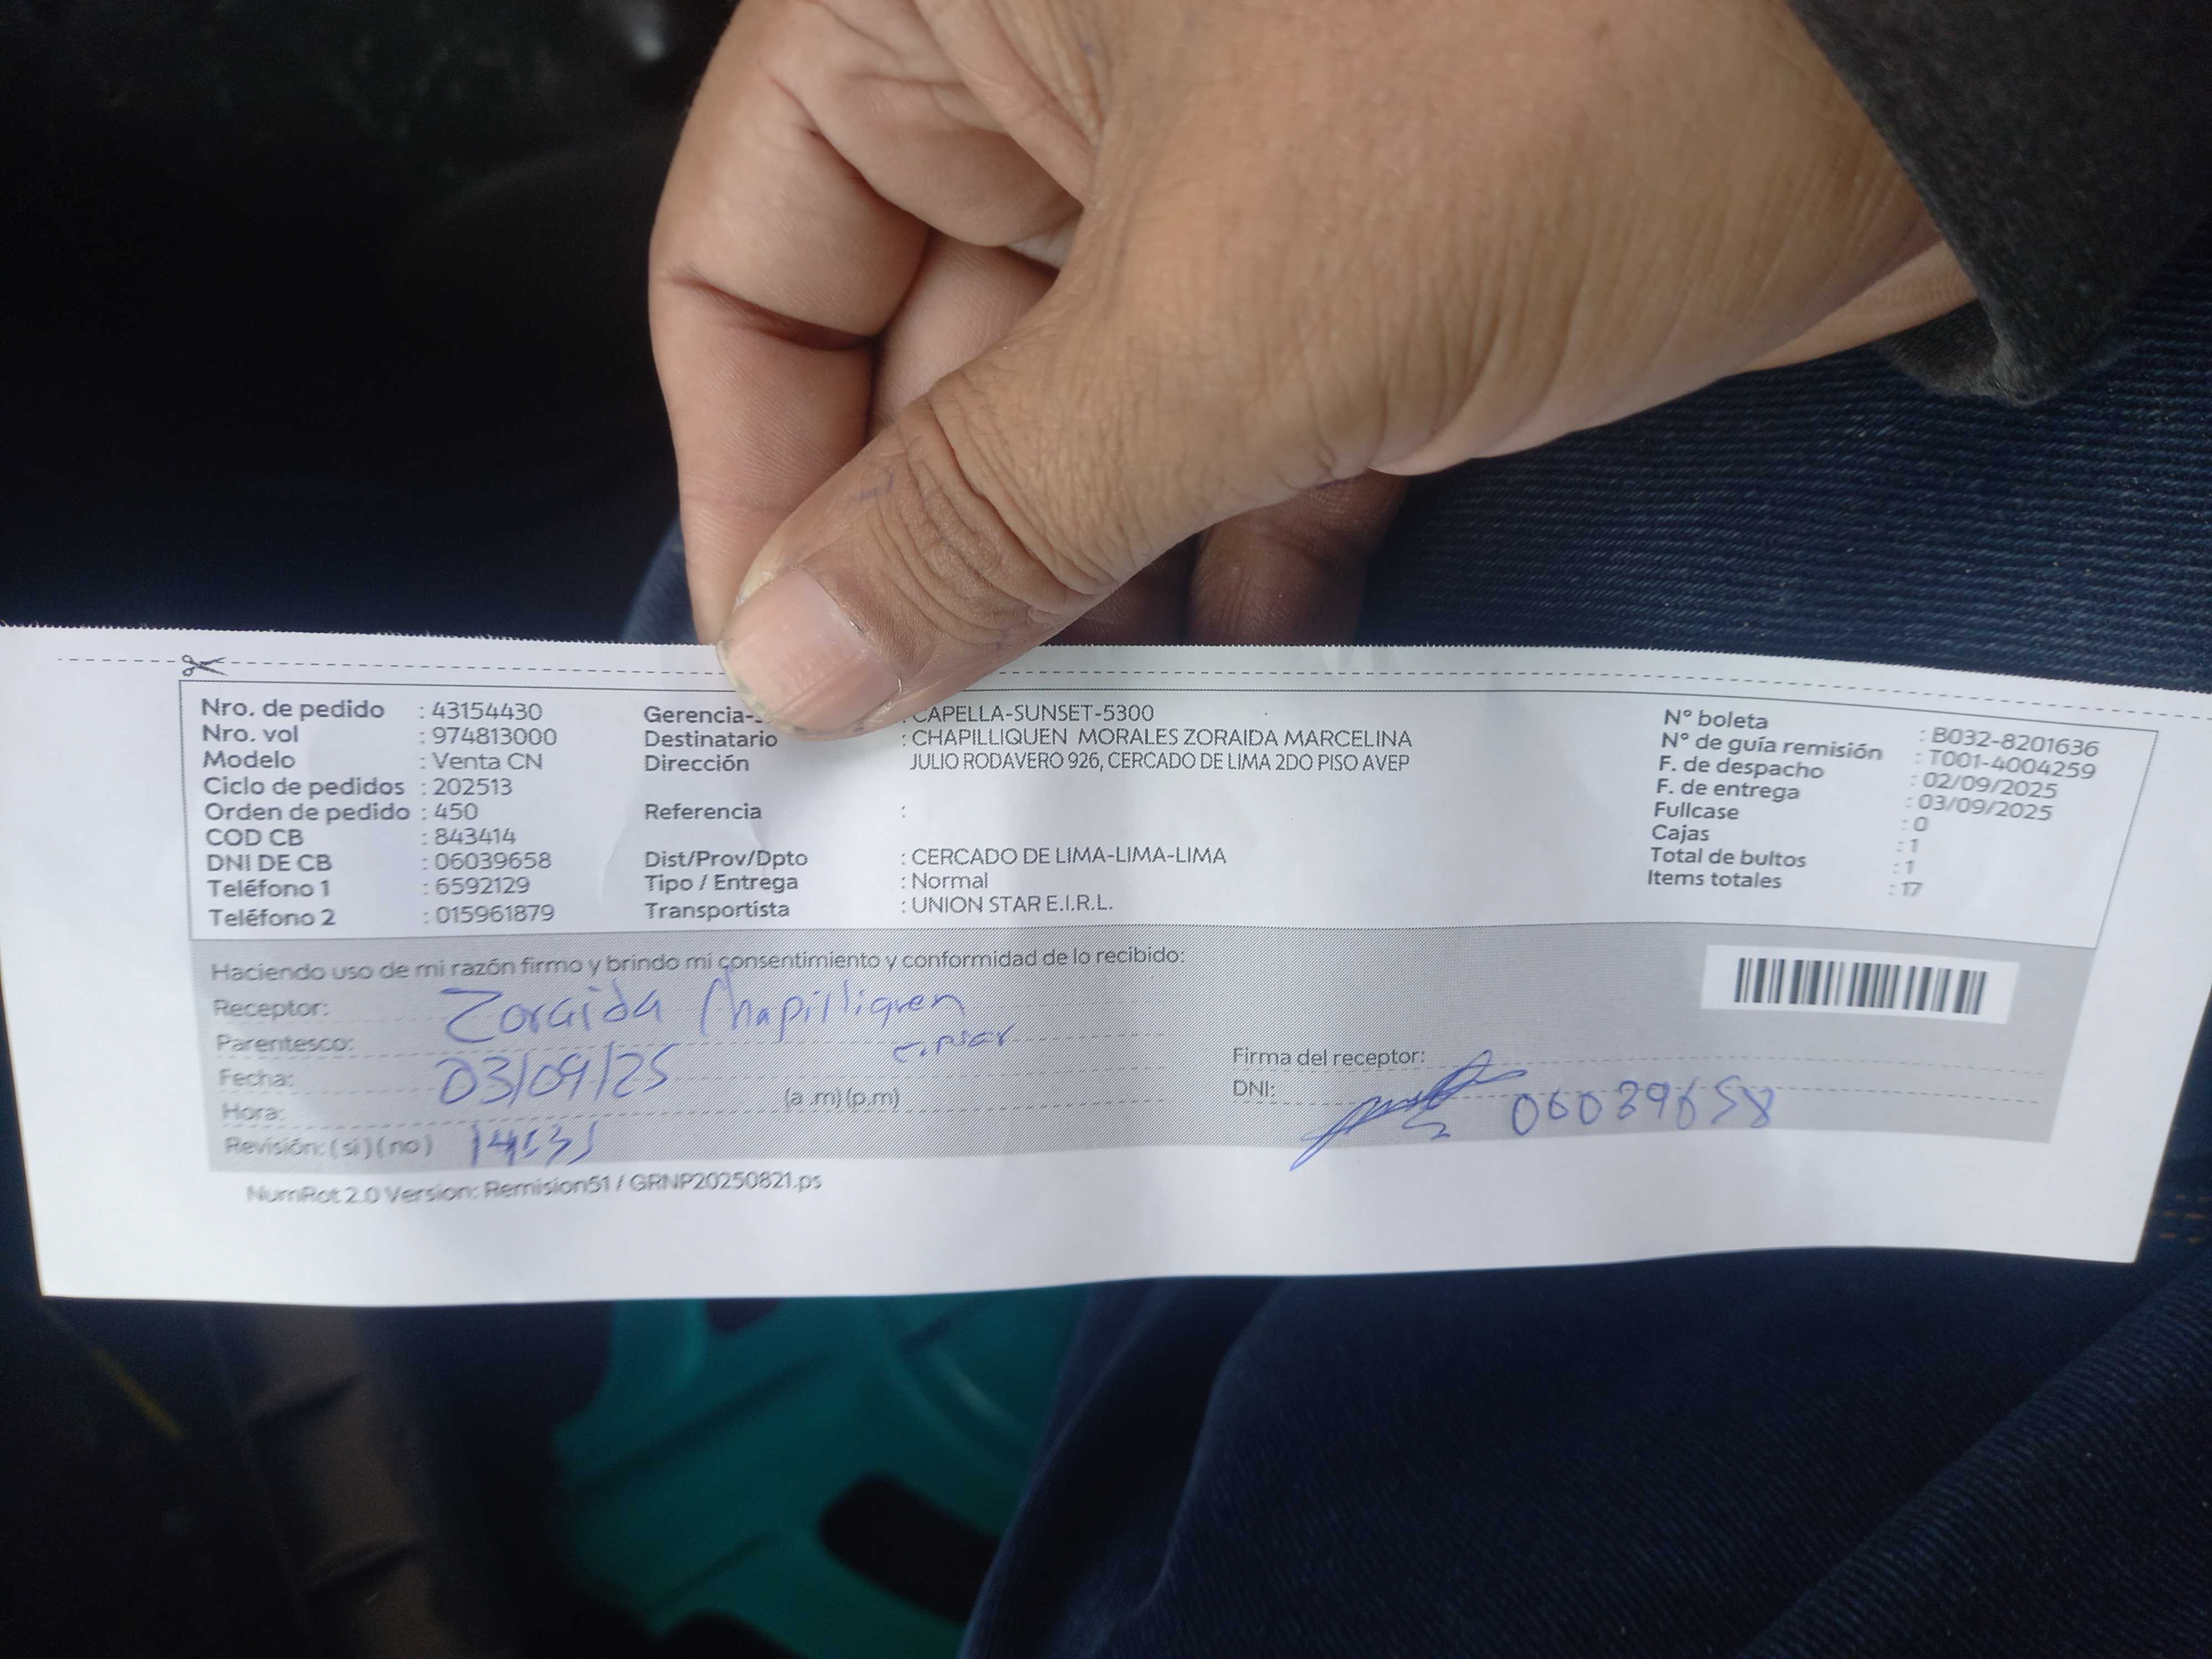 Nro. de pedido : 43154430
Nro. vol : 974813000
Modelo : Venta CN
Ciclo de pedidos : 202513
Orden de pedido : 450
COD CB : 843414
DNI DE CB : 06039658
Teléfono 1 : 6592129
Teléfono 2 : 015961879
Gerencia- : CAPELLA-SUNSET-5300
Destinatario : CHAPILLIQUEN MORALES ZORAIDA MARCELINA
Dirección JULIO RODAVERO 926, CERCADO DE LIMA 2DO PISO AVEP
Referencia :
Dist/Prov/Dpto : CERCADO DE LIMA-LIMA-LIMA
Tipo / Entrega : Normal
Transportista : UNION STAR E.I.R.L.
N° boleta : B032-8201636
N° de guía remisión : T001-4004259
F. de despacho : 02/09/2025
F. de entrega : 03/09/2025
Fullcase : 0
Cajas : 1
Total de bultos : 1
Items totales : 17
Haciendo uso de mi razón firmo y brindo mi consentimiento y conformidad de lo recibido:
Receptor: Zoraida Chapilliquen
Parentesco:
Fecha: 03/09/25
Hora: (a .m) (p.m)
Revisión: ( si ) ( no )
Firma del receptor:
DNI: 06039658
NumRot 2.0 Version: Remision51 / GRNP20250821.ps